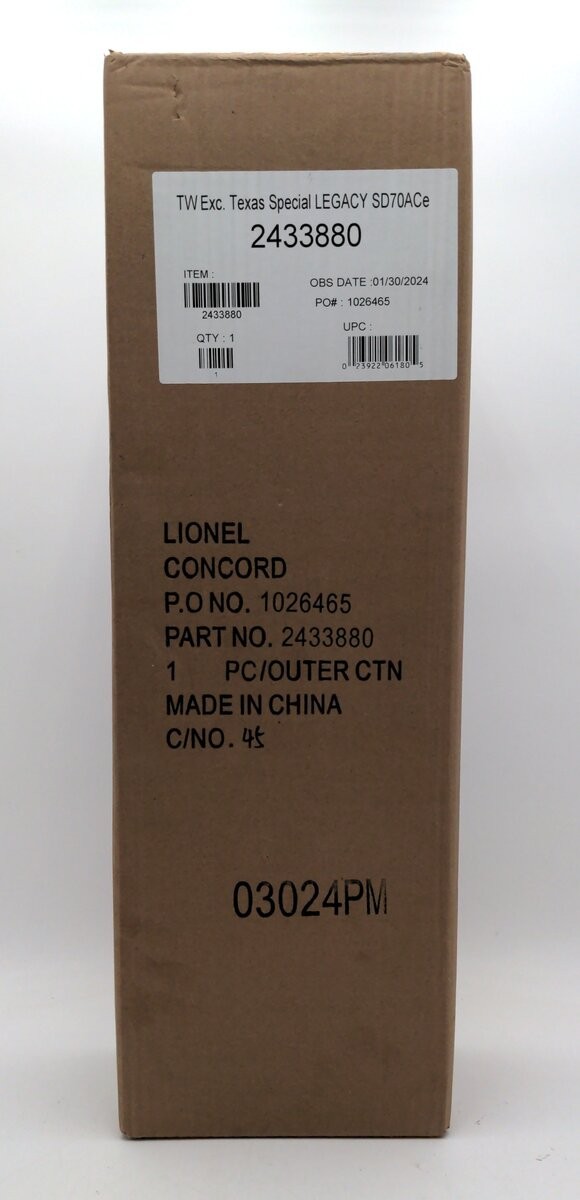 TW Exc. Texas Special LEGACY SD70ACe
2433880
ITEM :
2433880
OBS DATE :01/30/2024
PO# : 1026465
QTY : 1
1
UPC :
0 23922 06180 5
LIONEL
CONCORD
P.O NO. 1026465
PART NO. 2433880
1 PC/OUTER CTN
MADE IN CHINA
C/NO. 45
03024PM